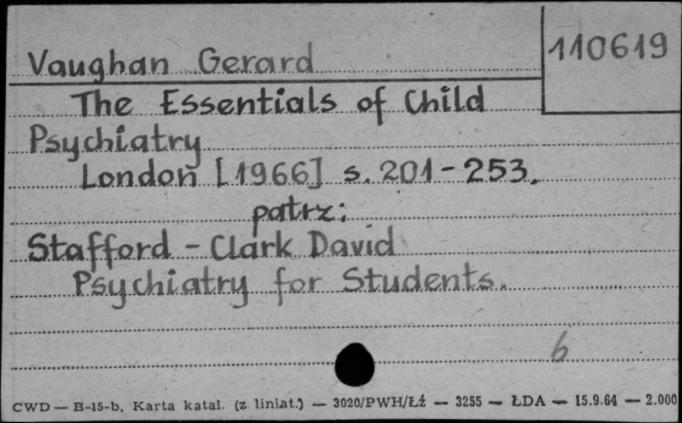 110619
Vaughan Gerard
The Essentials of Child
Psychiatry
London [1966] s. 201-253.
patrz:
Stafford - Clark David
Psychiatry for Students.
6
CWD — B-15-b, Karta katal. (z liniat.) — 3020/PWH/Łź — 3255 — ŁDA — 15.9.64 — 2.000